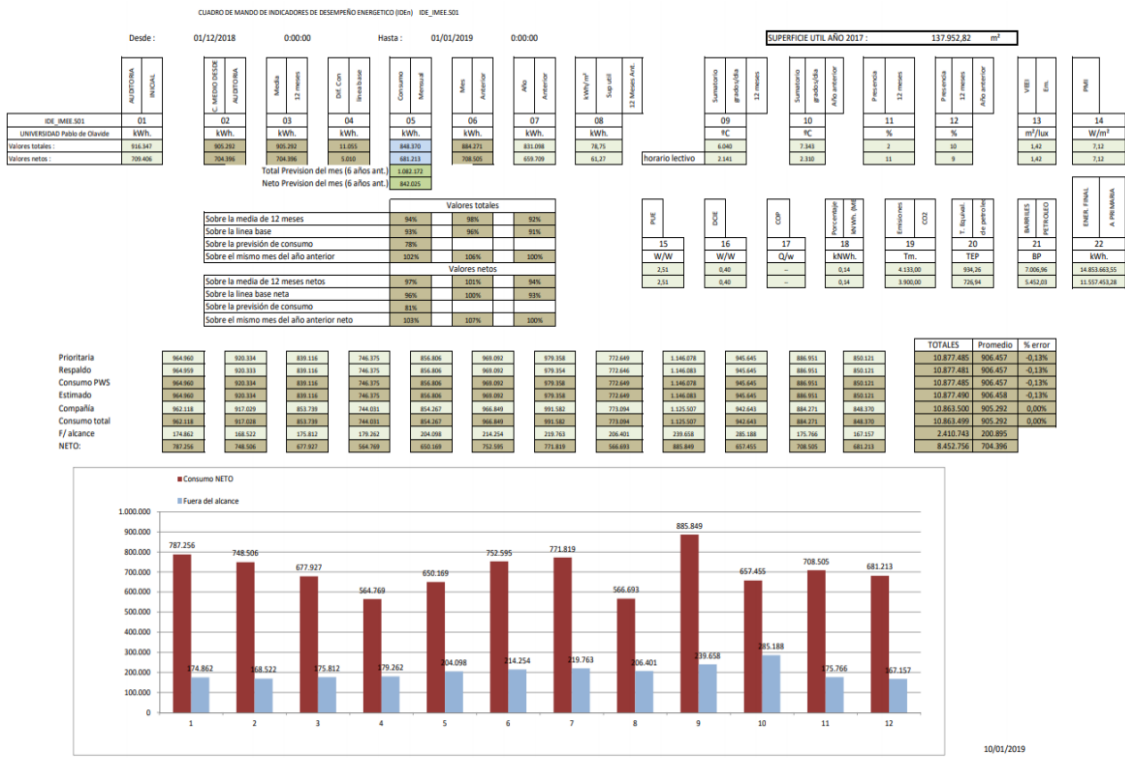 CUADRO DE MANDO DE INDICADORES DE DESEMPEÑO ENERGETICO (IDEn) IDE_IMEE.S01
Desde : 01/12/2018 0:00:00 Hasta : 01/01/2019 0:00:00 SUPERFICIE UTIL AÑO 2017 : 137.952,82 m²
AUDITORIA INICIAL
C. MEDIO DESDE AUDITORIA
Media 12 meses
Dif. Con linea base
Consumo Mensual
Mes Anterior
Año Anterior
kWh/ m² Sup util 12 Meses Ant.
Sumatorio grados/dia 12 meses
Sumatorio grados/dia Año anterior
Presencia 12 meses
Presencia 12 meses Año anterior
VEEI Em.
PMI
IDE_IMEE.S01 01 02 03 04 05 06 07 08 09 10 11 12 13 14
UNIVERSIDAD Pablo de Olavide kWh. kWh. kWh. kWh. kWh. kWh. kWh. kWh. ºC ºC % % m²/lux W/m²
Valores totales : 916.347 905.292 905.292 11.055 848.370 884.271 831.098 78,75 6.040 7.343 2 10 1,42 7,12
Valores netos : 709.406 704.396 704.396 5.010 681.213 708.505 659.709 61,27 horario lectivo 2.141 2.310 11 9 1,42 7,12
Total Prevision del mes (6 años ant.) 1.082.172
Neto Prevision del mes (6 años ant.) 842.025
Valores totales
Sobre la media de 12 meses 94% 98% 92%
Sobre la linea base 93% 96% 91%
Sobre la previsión de consumo 78%
Sobre el mismo mes del año anterior 102% 106% 100%
Valores netos
Sobre la media de 12 meses netos 97% 101% 94%
Sobre la linea base neta 96% 100% 93%
Sobre la previsión de consumo 81%
Sobre el mismo mes del año anterior neto 103% 107% 100%
PUE
DCIE
COP
Porcentaje kNWh. (ME
Emisiones CO2
T. Equival. de petroleo
BARRILES PETROLEO
ENER. FINAL A PRIMARIA
15 16 17 18 19 20 21 22
W/W W/W Q/w kNWh. Tm. TEP BP kWh.
2,51 0,40 -- 0,14 4.133,00 934,26 7.006,96 14.853.663,55
2,51 0,40 -- 0,14 3.900,00 726,94 5.452,03 11.557.453,28
TOTALES Promedio % error
Prioritaria 964.960 920.334 839.116 746.375 856.806 969.092 979.358 772.649 1.146.078 945.645 886.951 850.121 10.877.485 906.457 -0,13%
Respaldo 964.959 920.333 839.116 746.375 856.806 969.092 979.354 772.646 1.146.083 945.645 886.951 850.121 10.877.481 906.457 -0,13%
Consumo PWS 964.960 920.334 839.116 746.375 856.806 969.092 979.358 772.649 1.146.078 945.645 886.951 850.121 10.877.485 906.457 -0,13%
Estimado 964.960 920.334 839.116 746.375 856.806 969.092 979.358 772.649 1.146.083 945.645 886.951 850.121 10.877.490 906.458 -0,13%
Compañía 962.118 917.029 853.739 744.031 854.267 966.849 991.582 773.094 1.125.507 942.643 884.271 848.370 10.863.500 905.292 0,00%
Consumo total 962.118 917.028 853.739 744.031 854.267 966.849 991.582 773.094 1.125.507 942.643 884.271 848.370 10.863.499 905.292 0,00%
F/ alcance 174.862 168.522 175.812 179.262 204.098 214.254 219.763 206.401 239.658 285.188 175.766 167.157 2.410.743 200.895
NETO: 787.256 748.506 677.927 564.769 650.169 752.595 771.819 566.693 885.849 657.455 708.505 681.213 8.452.756 704.396
Consumo NETO
Fuera del alcance
1.000.000
900.000
800.000
700.000
600.000
500.000
400.000
300.000
200.000
100.000
0
787.256 748.506 677.927 564.769 650.169 752.595 771.819 566.693 885.849 657.455 708.505 681.213
174.862 168.522 175.812 179.262 204.098 214.254 219.763 206.401 239.658 285.188 175.766 167.157
1 2 3 4 5 6 7 8 9 10 11 12
10/01/2019